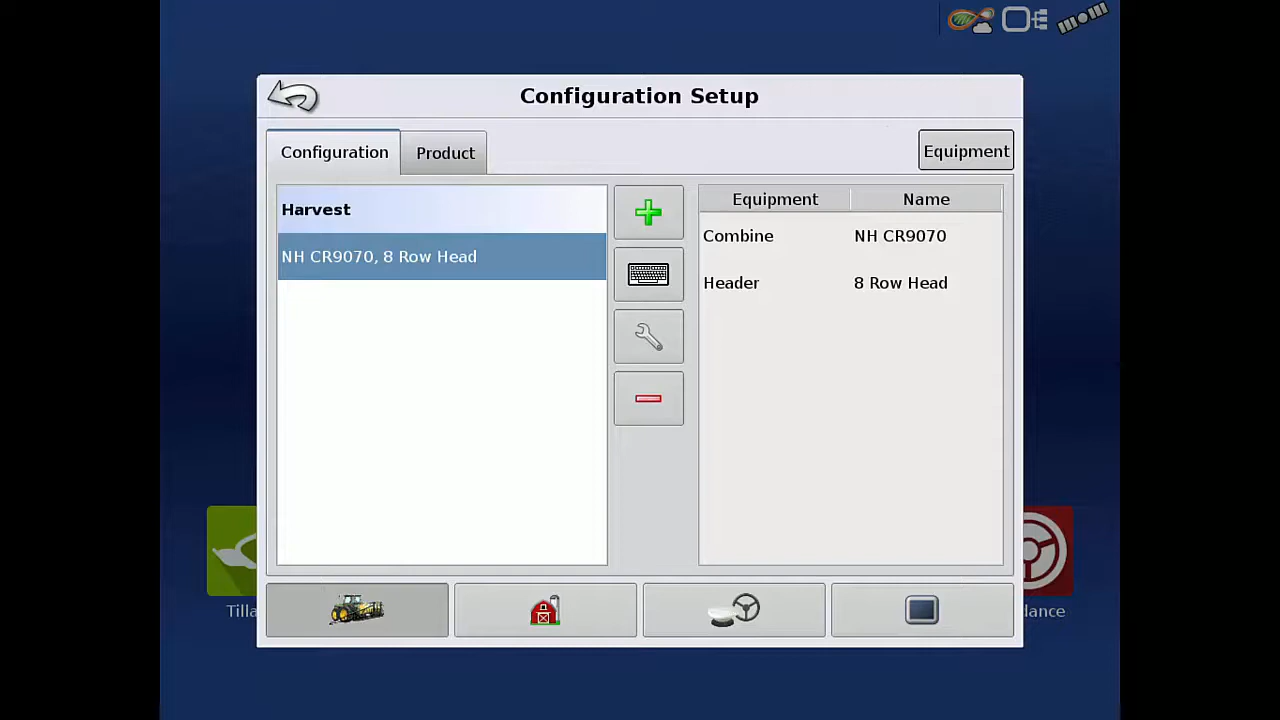 Configuration Setup
Configuration
Product
Equipment
Harvest
NH CR9070, 8 Row Head
Equipment
Name
Combine
NH CR9070
Header
8 Row Head
Tilla
dance